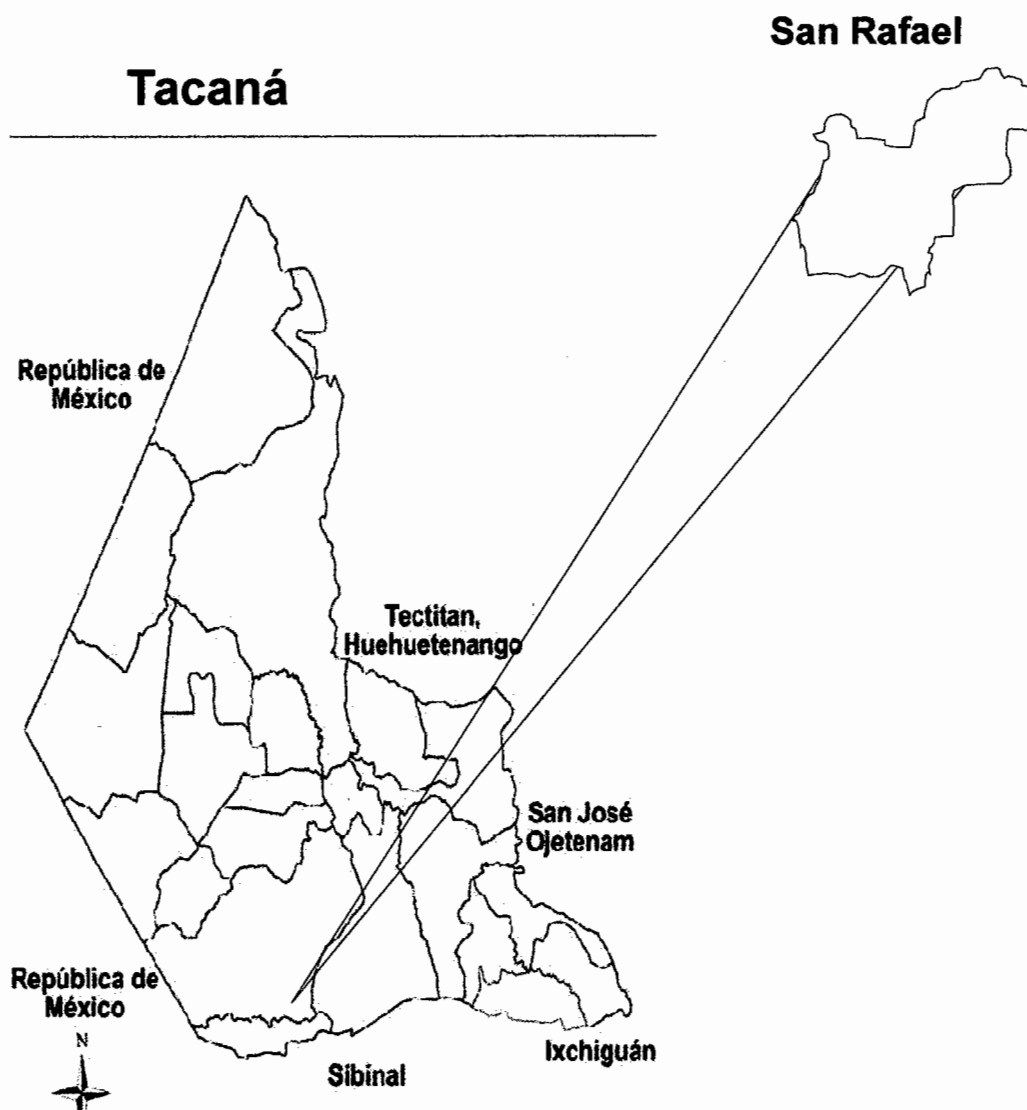 San Rafael
Tacaná
República de
México
Tectitan,
Huehuetenango
San José
Ojetenam
República de
México
N
Ixchiguán
Sibinal